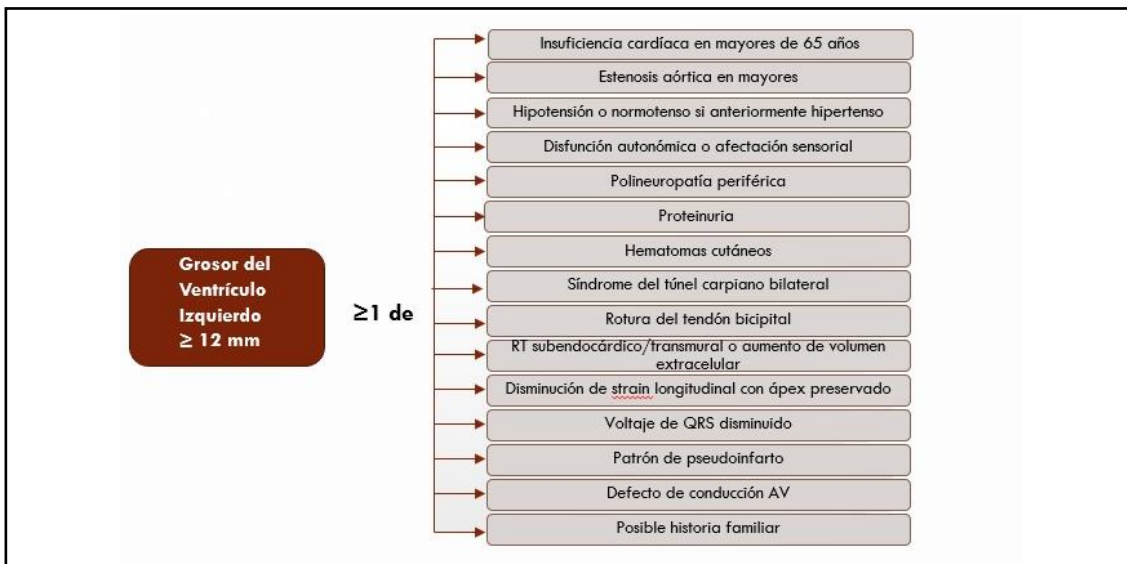 Insuficiencia cardíaca en mayores de 65 años
Estenosis aórtica en mayores
Hipotensión o normotenso si anteriormente hipertenso
Disfunción autonómica o afectación sensorial
Polineuropatía periférica
Proteinuria
Hematomas cutáneos
Grosor del
Ventrículo
Izquierdo
≥ 12 mm
≥1 de
Síndrome del túnel carpiano bilateral
Rotura del tendón bicipital
RT subendocárdico/transmural o aumento de volumen
extracelular
Disminución de strain longitudinal con ápex preservado
Voltaje de QRS disminuido
Patrón de pseudoinfarto
Defecto de conducción AV
Posible historia familiar